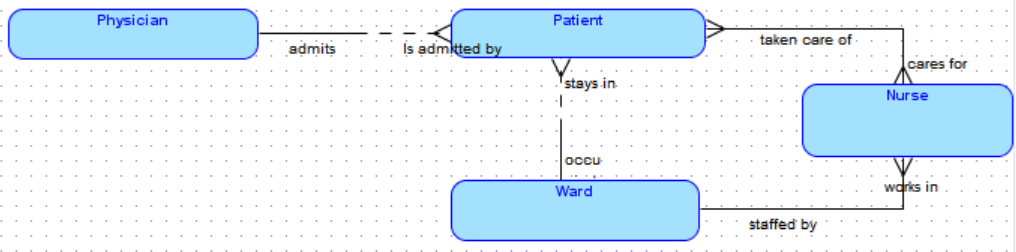 Physician
Patient
admits
Is admitted by
taken care of
cares for
stays in
Nurse
occu
Ward
works in
staffed by